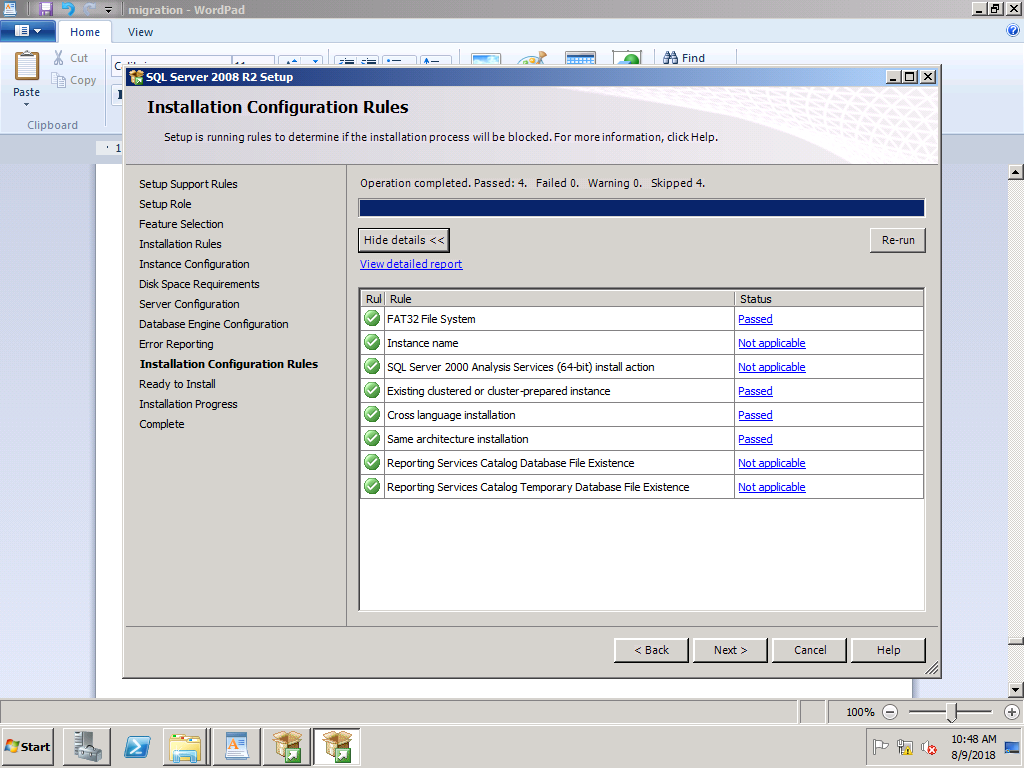 migration - WordPad
Home
View
Cut
Copy
Paste
Clipboard
Find
1
SQL Server 2008 R2 Setup
Installation Configuration Rules
Setup is running rules to determine if the installation process will be blocked. For more information, click Help.
Setup Support Rules
Setup Role
Feature Selection
Installation Rules
Instance Configuration
Disk Space Requirements
Server Configuration
Database Engine Configuration
Error Reporting
Installation Configuration Rules
Ready to Install
Installation Progress
Complete
Operation completed. Passed: 4. Failed 0. Warning 0. Skipped 4.
Hide details <<
Re-run
View detailed report
Rul Rule Status
FAT32 File System Passed
Instance name Not applicable
SQL Server 2000 Analysis Services (64-bit) install action Not applicable
Existing clustered or cluster-prepared instance Passed
Cross language installation Passed
Same architecture installation Passed
Reporting Services Catalog Database File Existence Not applicable
Reporting Services Catalog Temporary Database File Existence Not applicable
< Back
Next >
Cancel
Help
100%
Start
10:48 AM
8/9/2018